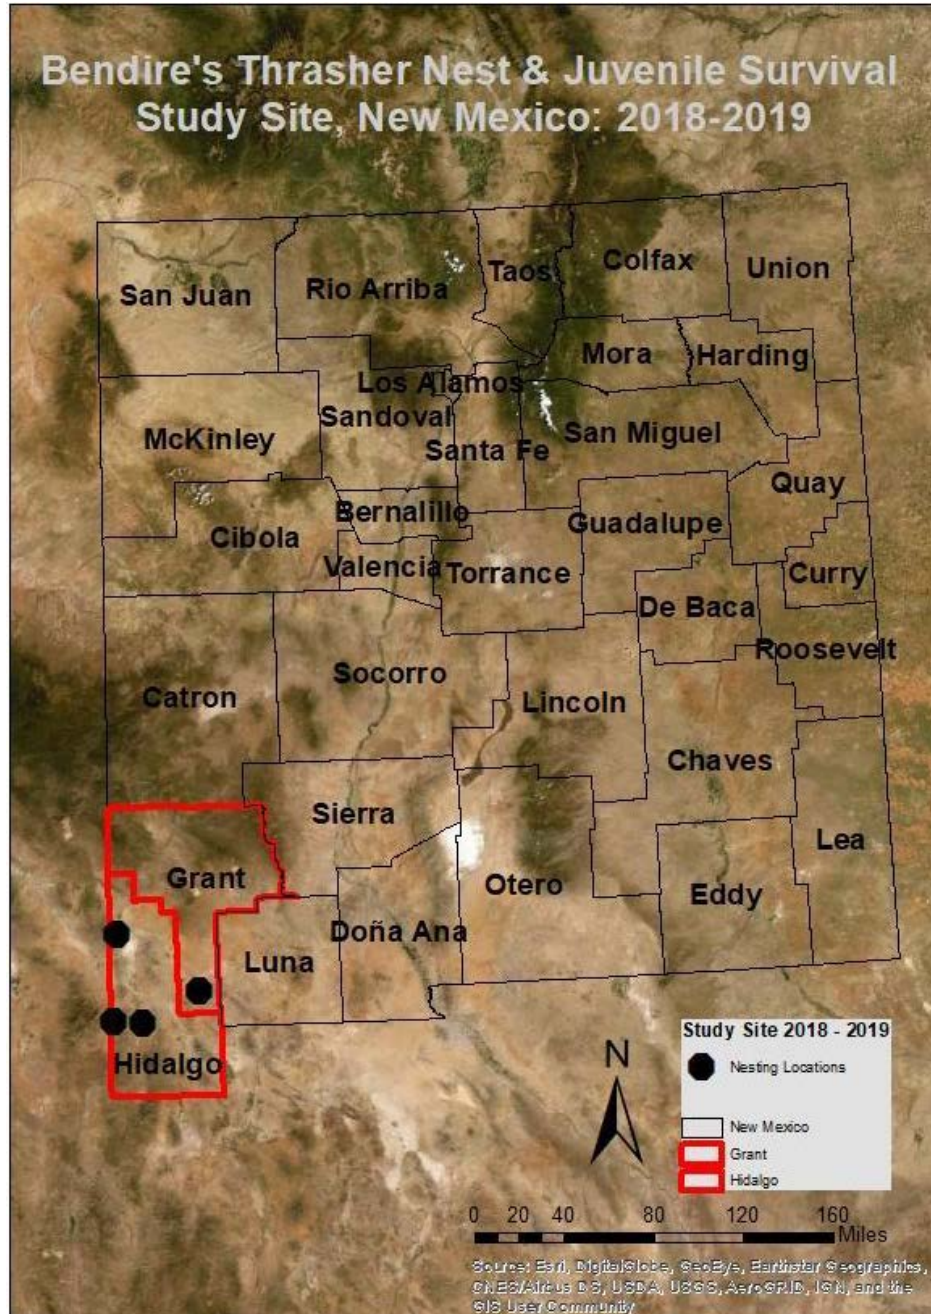 Bendire's Thrasher Nest & Juvenile Survival
Study Site, New Mexico: 2018-2019
San Juan
Rio Arriba
Taos
Colfax
Union
Mora
Harding
Los Alamos
Sandoval
McKinley
Santa Fe
San Miguel
Quay
Bernalillo
Guadalupe
Cibola
Valencia
Torrance
Curry
De Baca
Roosevelt
Socorro
Catron
Lincoln
Chaves
Sierra
Lea
Grant
Otero
Eddy
Doña Ana
Luna
Hidalgo
N
Study Site 2018 - 2019
Nesting Locations
New Mexico
Grant
Hidalgo
0 20 40 80 120 160
Miles
Source: Esri, DigitalGlobe, GeoEye, Earthstar Geographics,
CNES/Airbus DS, USDA, USGS, AeroGRID, IGN, and the
GIS User Community